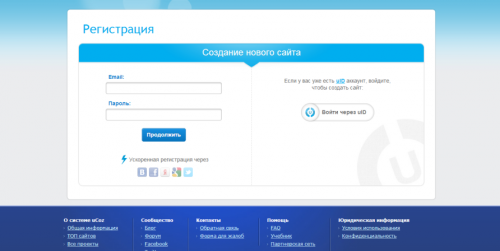 Регистрация
Создание нового сайта
Email:
Пароль:
Продолжить
Ускоренная регистрация через
Если у вас уже есть uID аккаунт, войдите,
чтобы создать сайт
Войти через uID
О системе uCoz
Общая информация
ТОП сайтов
Все проекты
Сообщество
Блог
Форум
Facebook
Контакты
Обратная связь
Форма для жалоб
Помощь
FAQ
Учебник
Партнерская сеть
Юридическая информация
Условия использования
Конфиденциальность